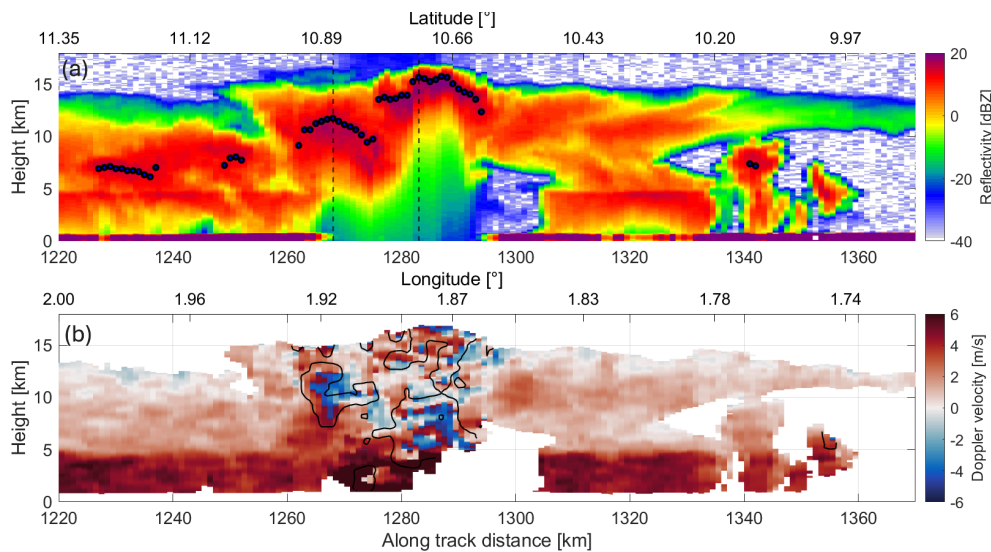 Latitude [°]
11.35 11.12 10.89 10.66 10.43 10.20 9.97
(a)
Height [km]
15
10
5
0
1220 1240 1260 1280 1300 1320 1340 1360
20
0
-20
-40
Reflectivity [dBZ]
Longitude [°]
2.00 1.96 1.92 1.87 1.83 1.78 1.74
(b)
Height [km]
15
10
5
0
1220 1240 1260 1280 1300 1320 1340 1360
Along track distance [km]
6
4
2
0
-2
-4
-6
Doppler velocity [m/s]